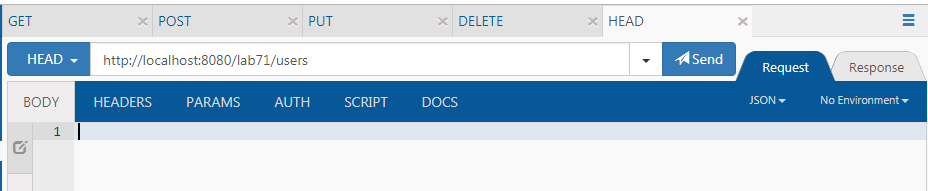 GET POST PUT DELETE HEAD
HEAD http://localhost:8080/lab71/users Send Request Response
BODY HEADERS PARAMS AUTH SCRIPT DOCS JSON No Environment
1